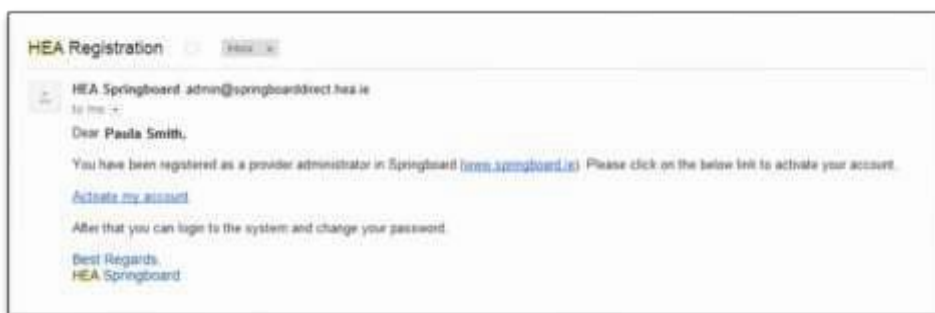 HEA Registration Inbox x
HEA Springboard admin@springboarddirect.hea.ie
to me
Dear Paula Smith,
You have been registered as a provider administrator in Springboard (www.springboard.ie). Please click on the below link to activate your account.
Activate my account
After that you can login to the system and change your password.
Best Regards,
HEA Springboard